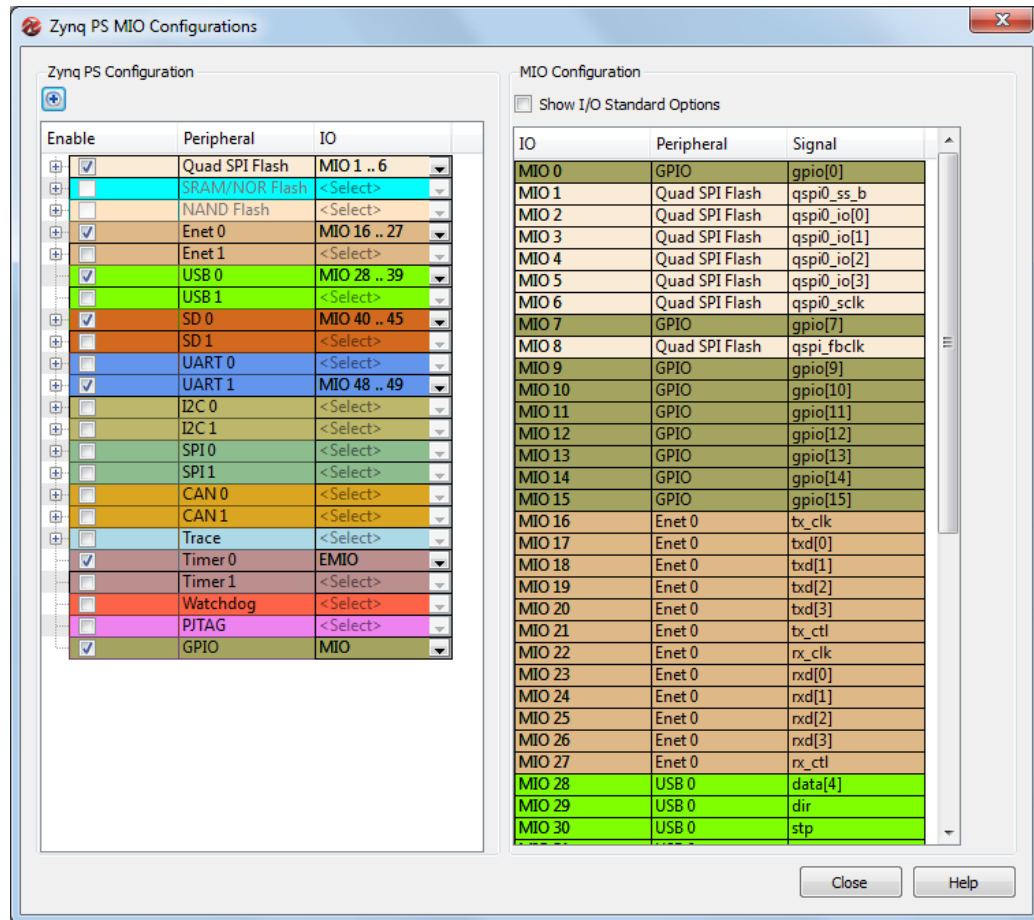 Zynq PS MIO Configurations
Zynq PS Configuration
Enable Peripheral IO
Quad SPI Flash MIO 1 .. 6
SRAM/NOR Flash <Select>
NAND Flash <Select>
Enet 0 MIO 16 .. 27
Enet 1 <Select>
USB 0 MIO 28 .. 39
USB 1 <Select>
SD 0 MIO 40 .. 45
SD 1 <Select>
UART 0 <Select>
UART 1 MIO 48 .. 49
I2C 0 <Select>
I2C 1 <Select>
SPI 0 <Select>
SPI 1 <Select>
CAN 0 <Select>
CAN 1 <Select>
Trace <Select>
Timer 0 EMIO
Timer 1 <Select>
Watchdog <Select>
PJTAG <Select>
GPIO MIO
MIO Configuration
Show I/O Standard Options
IO Peripheral Signal
MIO 0 GPIO gpio[0]
MIO 1 Quad SPI Flash qspi0_ss_b
MIO 2 Quad SPI Flash qspi0_io[0]
MIO 3 Quad SPI Flash qspi0_io[1]
MIO 4 Quad SPI Flash qspi0_io[2]
MIO 5 Quad SPI Flash qspi0_io[3]
MIO 6 Quad SPI Flash qspi0_sclk
MIO 7 GPIO gpio[7]
MIO 8 Quad SPI Flash qspi_fbclk
MIO 9 GPIO gpio[9]
MIO 10 GPIO gpio[10]
MIO 11 GPIO gpio[11]
MIO 12 GPIO gpio[12]
MIO 13 GPIO gpio[13]
MIO 14 GPIO gpio[14]
MIO 15 GPIO gpio[15]
MIO 16 Enet 0 tx_clk
MIO 17 Enet 0 txd[0]
MIO 18 Enet 0 txd[1]
MIO 19 Enet 0 txd[2]
MIO 20 Enet 0 txd[3]
MIO 21 Enet 0 tx_ctl
MIO 22 Enet 0 rx_clk
MIO 23 Enet 0 rxd[0]
MIO 24 Enet 0 rxd[1]
MIO 25 Enet 0 rxd[2]
MIO 26 Enet 0 rxd[3]
MIO 27 Enet 0 rx_ctl
MIO 28 USB 0 data[4]
MIO 29 USB 0 dir
MIO 30 USB 0 stp
Close Help